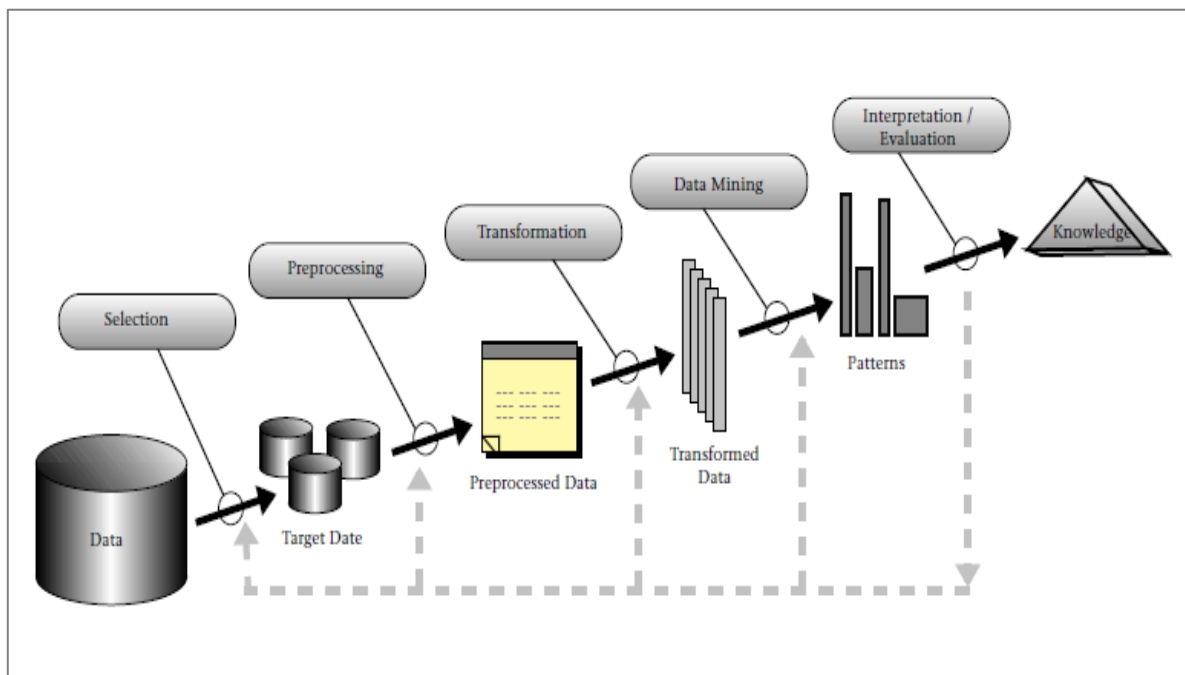 Interpretation /
Evaluation
Data Mining
Transformation
Preprocessing
Selection
Knowledge
Patterns
Transformed
Data
Preprocessed Data
Target Date
Data